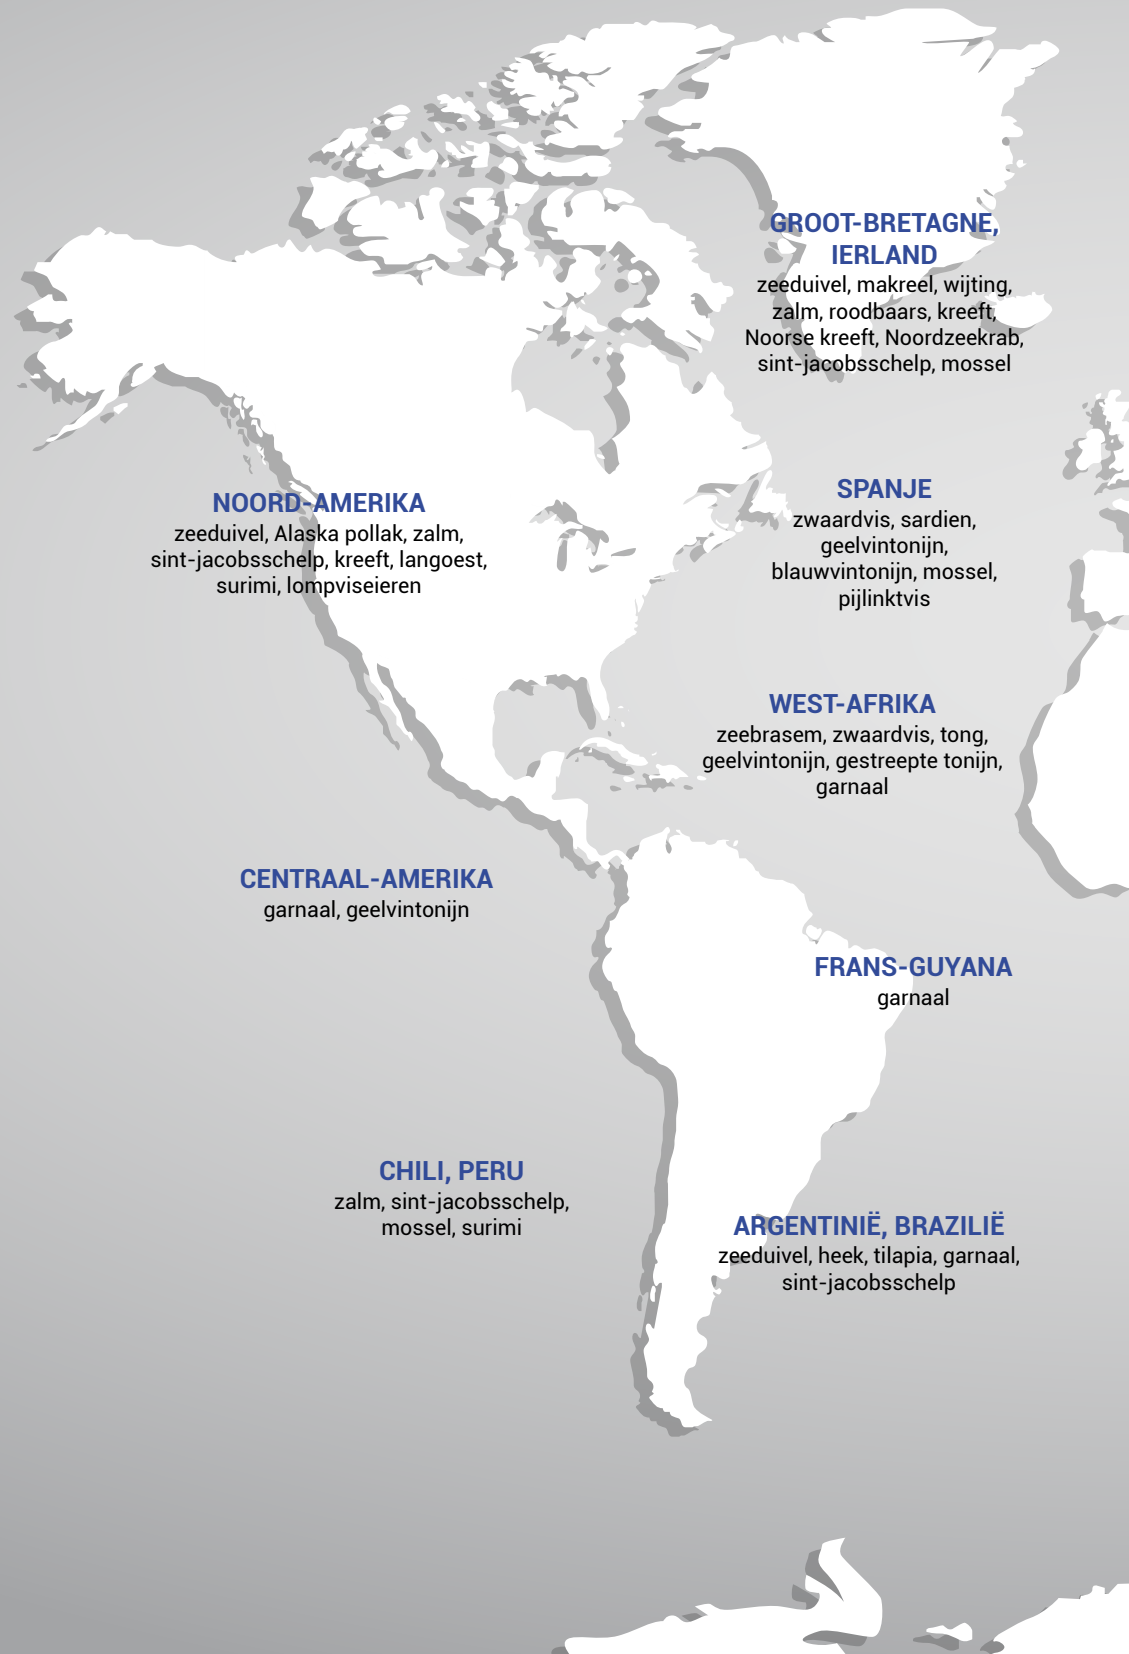 GROOT-BRETAGNE,
IERLAND
zeeduivel, makreel, wijting,
zalm, roodbaars, kreeft,
Noorse kreeft, Noordzeekrab,
sint-jacobsschelp, mossel
NOORD-AMERIKA
zeeduivel, Alaska pollak, zalm,
sint-jacobsschelp, kreeft, langoest,
surimi, lompviseieren
SPANJE
zwaardvis, sardien,
geelvintonijn,
blauwvintonijn, mossel,
pijlinktvis
WEST-AFRIKA
zeebrasem, zwaardvis, tong,
geelvintonijn, gestreepte tonijn,
garnaal
CENTRAAL-AMERIKA
garnaal, geelvintonijn
FRANS-GUYANA
garnaal
CHILI, PERU
zalm, sint-jacobsschelp,
mossel, surimi
ARGENTINIË, BRAZILIË
zeeduivel, heek, tilapia, garnaal,
sint-jacobsschelp